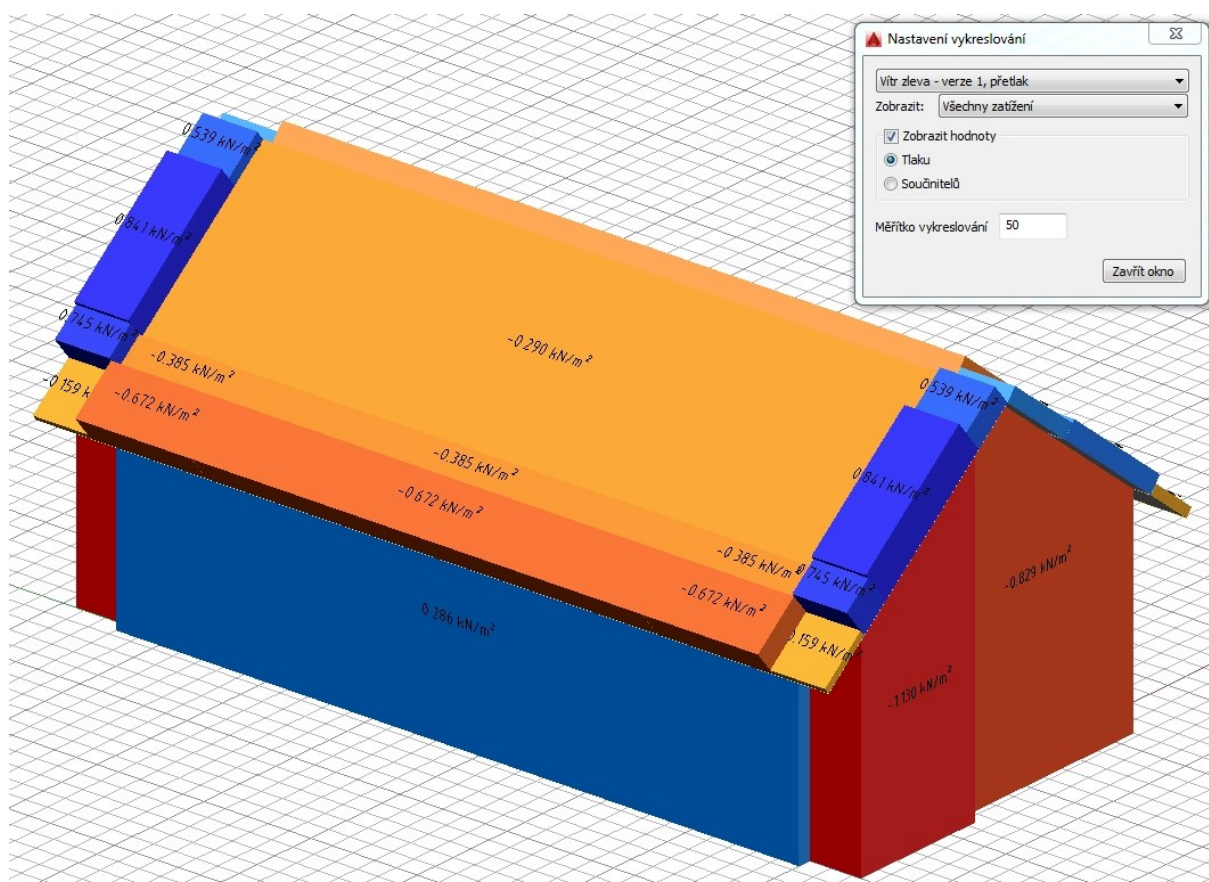 Nastavení vykreslování
Vítr zleva - verze 1, přetlak
Zobrazit: Všechny zatížení
Zobrazit hodnoty
Tlaku
Součinitelů
Měřítko vykreslování 50
Zavřít okno
0.539 kN/m²
0.841 kN/m²
0.745 kN/m²
-0.159 k
-0.385 kN/m²
-0.672 kN/m²
-0.290 kN/m²
-0.385 kN/m²
-0.672 kN/m²
0.286 kN/m²
0.539 kN/m²
0.841 kN/m²
-0.385 kN/m²
0.745 kN/m²
-0.672 kN/m²
0.159 kN/m²
-0.829 kN/m²
-1.130 kN/m²